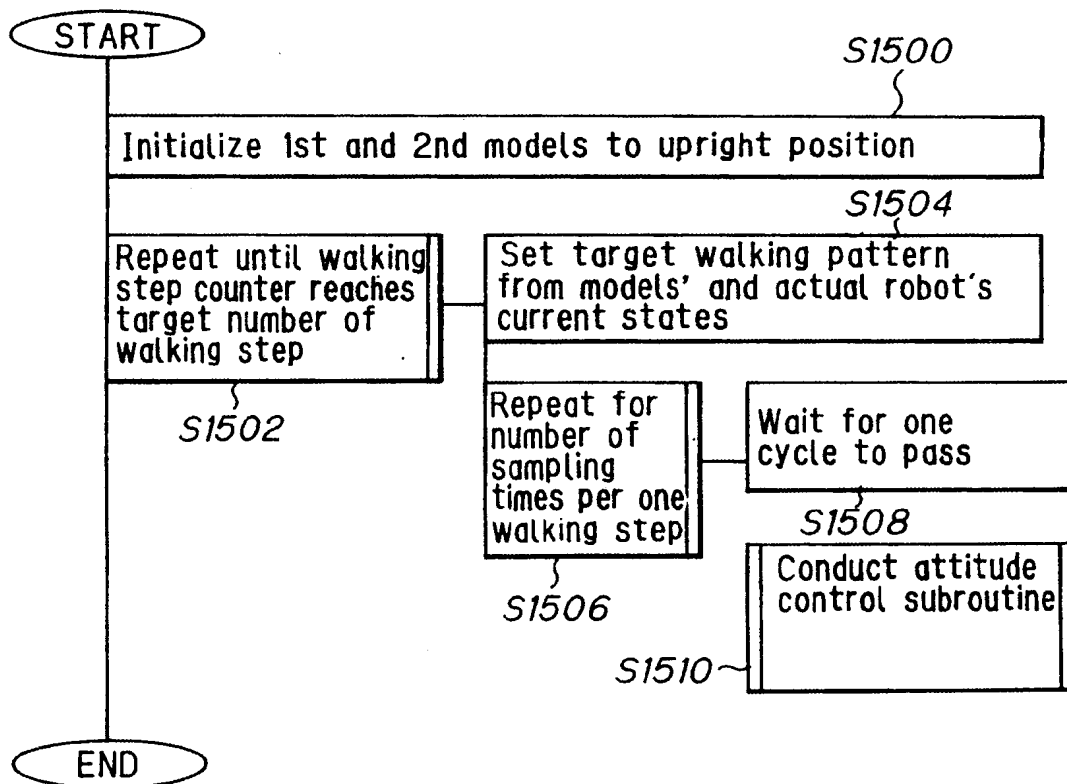 START
S1500
Initialize 1st and 2nd models to upright position
S1504
Repeat until walking
step counter reaches
target number of
walking step
S1502
Set target walking pattern
from models' and actual robot's
current states
Repeat for
number of
sampling
times per one
walking step
S1506
Wait for one
cycle to pass
S1508
Conduct attitude
control subroutine
S1510
END